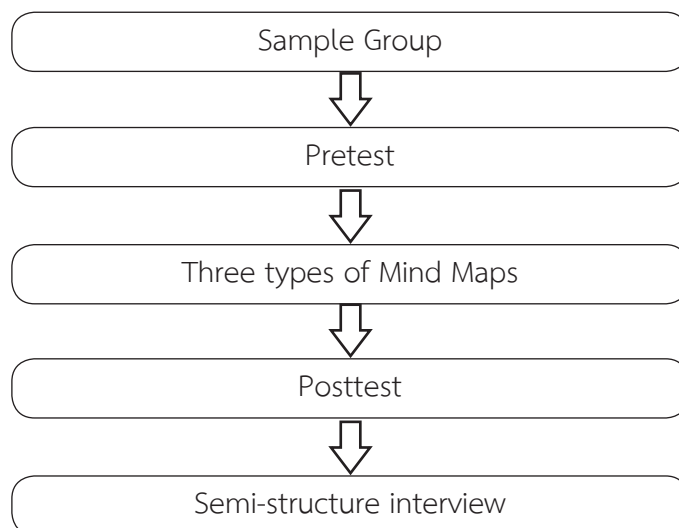 Sample Group
Pretest
Three types of Mind Maps
Posttest
Semi-structure interview